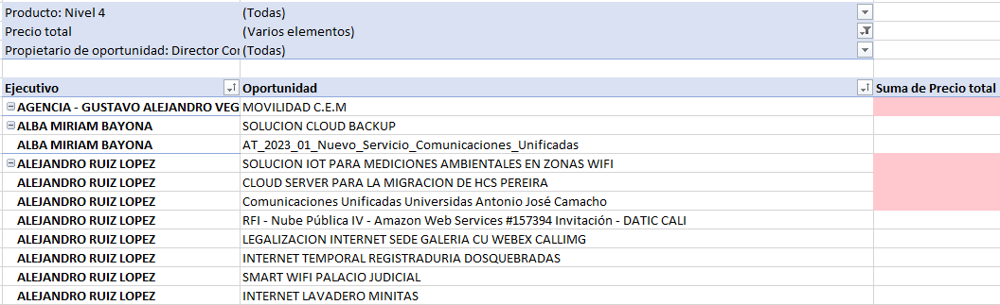 Producto: Nivel 4 (Todas)
Precio total (Varios elementos)
Propietario de oportunidad: Director Co (Todas)
Ejecutivo Oportunidad Suma de Precio total
AGENCIA - GUSTAVO ALEJANDRO VEG MOVILIDAD C.E.M
ALBA MIRIAM BAYONA SOLUCION CLOUD BACKUP
ALBA MIRIAM BAYONA AT_2023_01_Nuevo_Servicio_Comunicaciones_Unificadas
ALEJANDRO RUIZ LOPEZ SOLUCION IOT PARA MEDICIONES AMBIENTALES EN ZONAS WIFI
ALEJANDRO RUIZ LOPEZ CLOUD SERVER PARA LA MIGRACION DE HCS PEREIRA
ALEJANDRO RUIZ LOPEZ Comunicaciones Unificadas Universidas Antonio José Camacho
ALEJANDRO RUIZ LOPEZ RFI - Nube Pública IV - Amazon Web Services #157394 Invitación - DATIC CALI
ALEJANDRO RUIZ LOPEZ LEGALIZACION INTERNET SEDE GALERIA CU WEBEX CALLIMG
ALEJANDRO RUIZ LOPEZ INTERNET TEMPORAL REGISTRADURIA DOSQUEBRADAS
ALEJANDRO RUIZ LOPEZ SMART WIFI PALACIO JUDICIAL
ALEJANDRO RUIZ LOPEZ INTERNET LAVADERO MINITAS